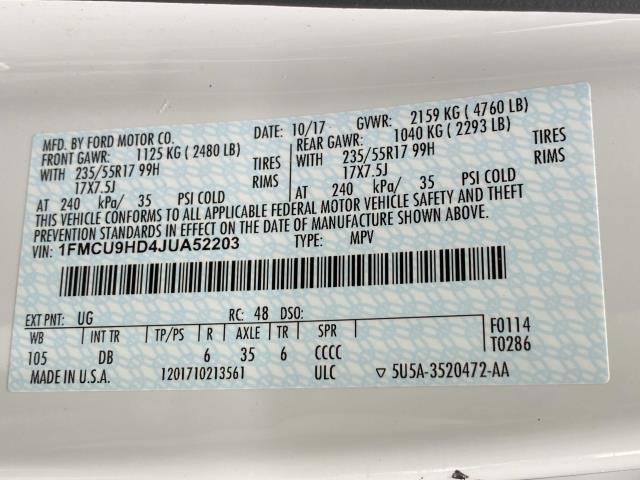 MFD. BY FORD MOTOR CO. DATE: 10/17 GVWR: 2159 KG ( 4760 LB)
FRONT GAWR: 1125 KG ( 2480 LB) REAR GAWR: 1040 KG ( 2293 LB)
WITH 235/55R17 99H TIRES WITH 235/55R17 99H TIRES
17X7.5J RIMS 17X7.5J RIMS
AT 240 kPa/ 35 PSI COLD AT 240 kPa/ 35 PSI COLD
THIS VEHICLE CONFORMS TO ALL APPLICABLE FEDERAL MOTOR VEHICLE SAFETY AND THEFT
PREVENTION STANDARDS IN EFFECT ON THE DATE OF MANUFACTURE SHOWN ABOVE.
VIN: 1FMCU9HD4JUA52203 TYPE: MPV
EXT PNT: UG RC: 48 DSO:
WB INT TR TP/PS R AXLE TR SPR F0114
105 DB 6 35 6 CCCC T0286
MADE IN U.S.A. 1201710213561 ULC ▽ 5U5A-3520472-AA